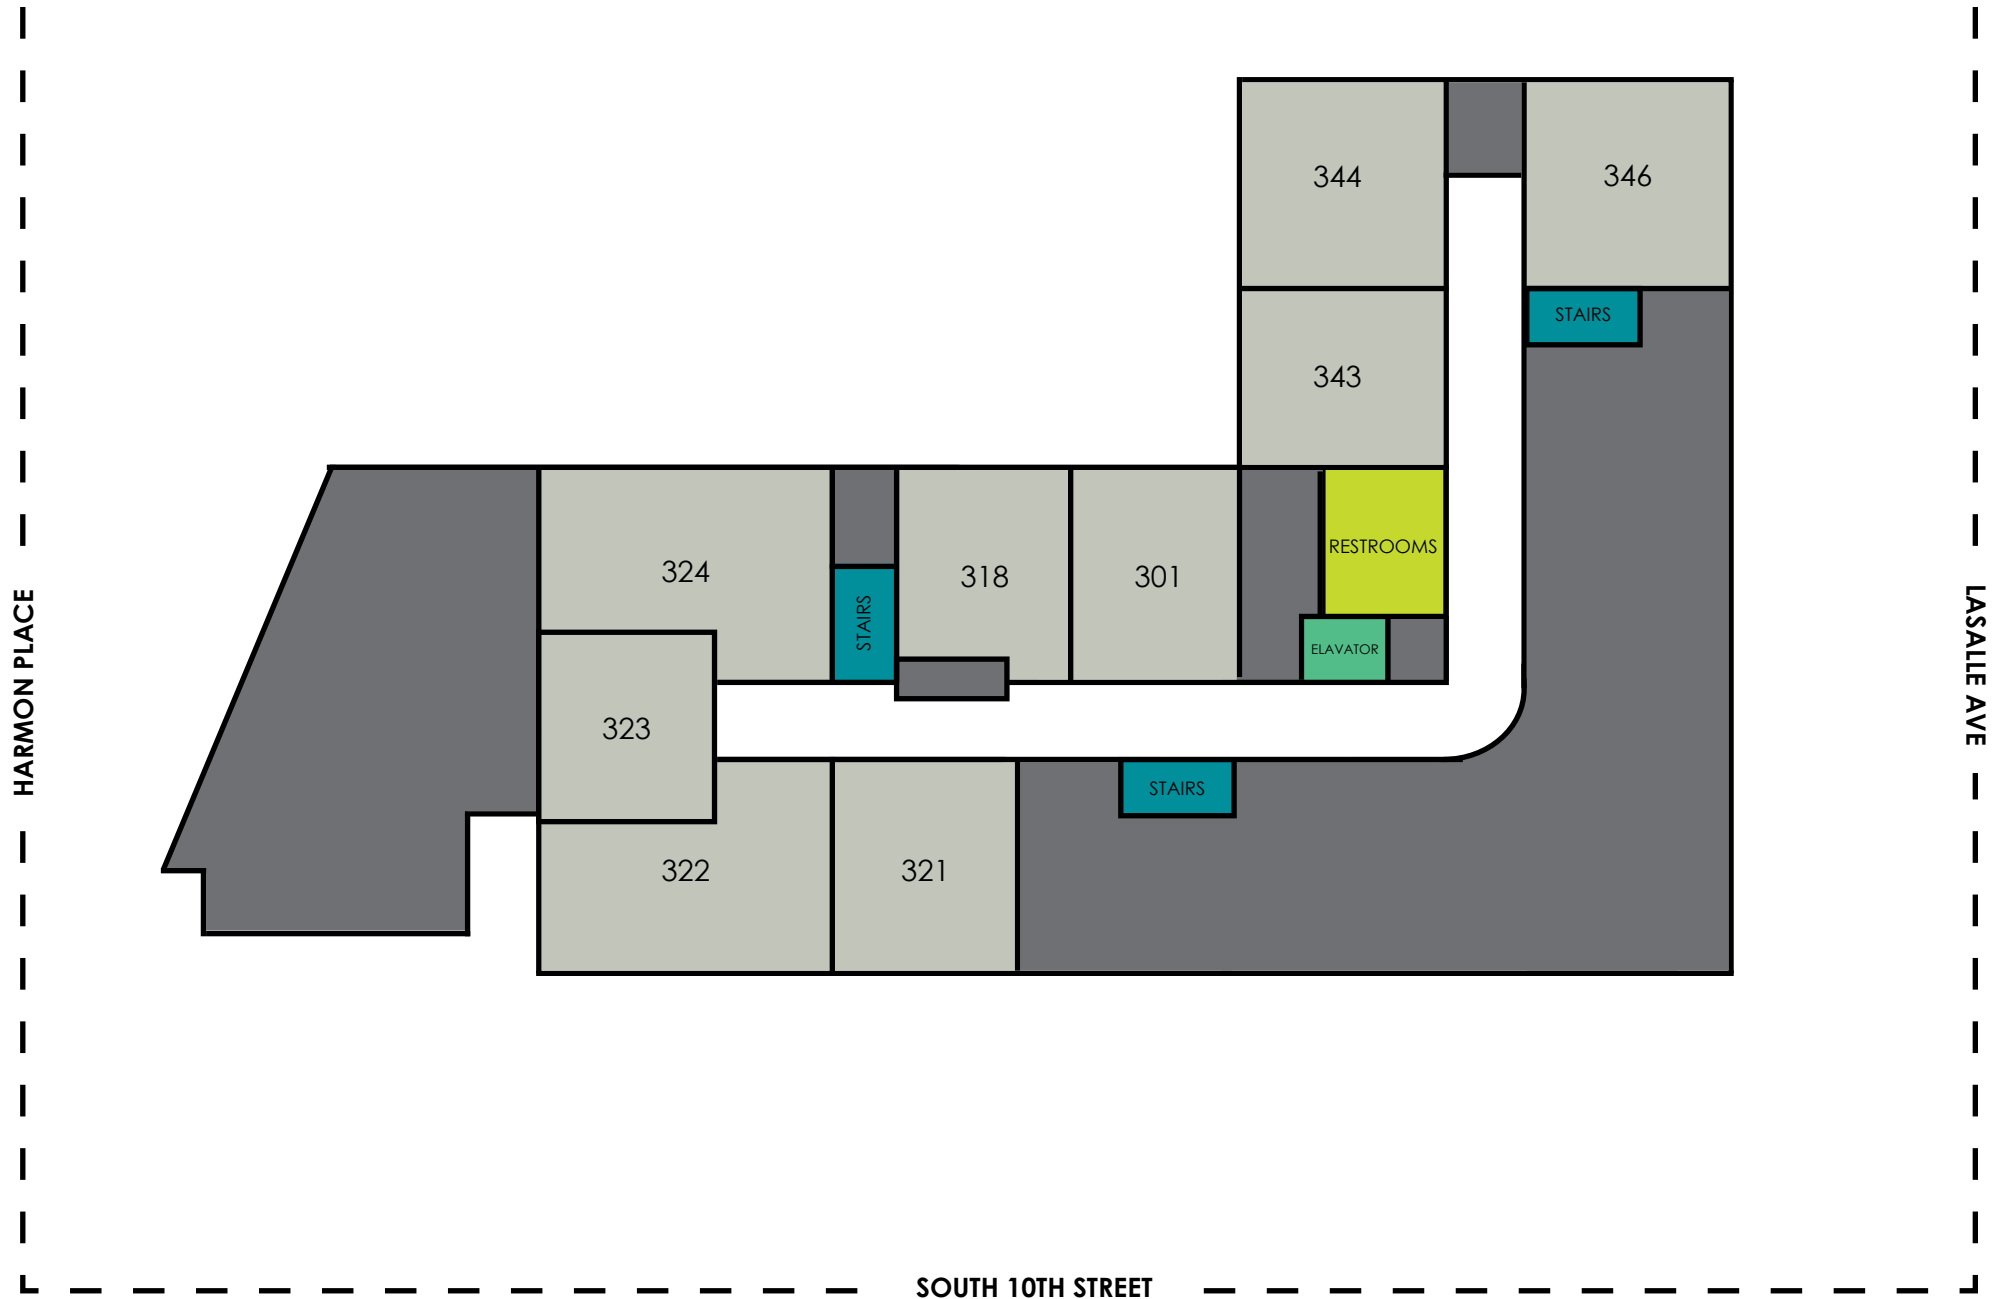 344
346
STAIRS
343
RESTROOMS
324
318
301
STAIRS
ELAVATOR
HARMON PLACE
LASALLE AVE
323
STAIRS
322
321
SOUTH 10TH STREET